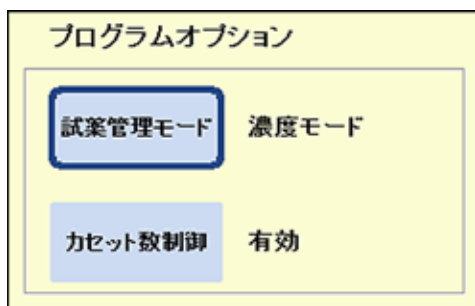 プログラムオプション
試薬管理モード 濃度モード
カセット数制御 有効